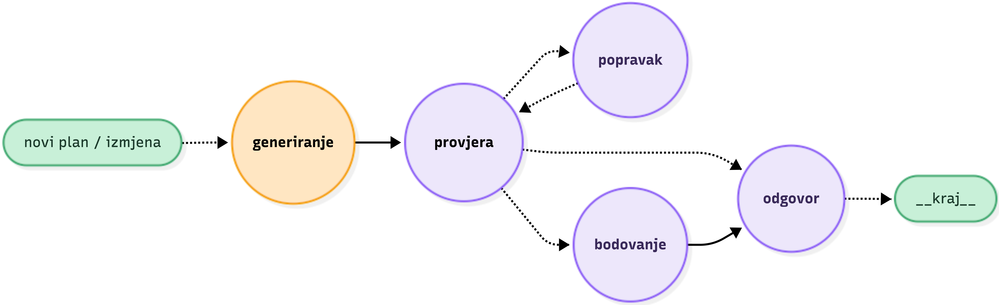 novi plan / izmjena
generiranje
provjera
popravak
bodovanje
odgovor
__kraj__